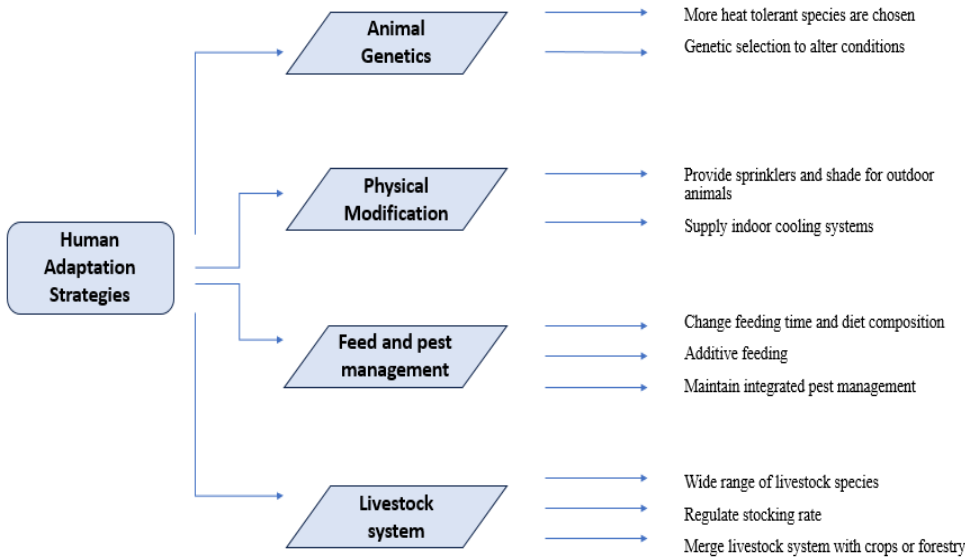 Human
Adaptation
Strategies
Animal
Genetics
More heat tolerant species are chosen
Genetic selection to alter conditions
Physical
Modification
Provide sprinklers and shade for outdoor
animals
Supply indoor cooling systems
Feed and pest
management
Change feeding time and diet composition
Additive feeding
Maintain integrated pest management
Livestock
system
Wide range of livestock species
Regulate stocking rate
Merge livestock system with crops or forestry